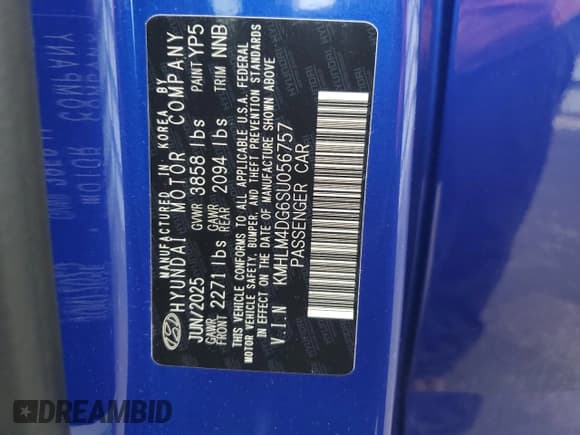 MANUFACTURED IN KOREA BY
HYUNDAI MOTOR COMPANY
JUN/2025 GVWR 3858 lbs PAINT YP5
GAWR FRONT 2271 lbs GAWR REAR 2094 lbs TRIM NNB
THIS VEHICLE CONFORMS TO ALL APPLICABLE U.S.A. FEDERAL
MOTOR VEHICLE SAFETY, BUMPER, AND THEFT PREVENTION STANDARDS
IN EFFECT ON THE DATE OF MANUFACTURE SHOWN ABOVE
V.I.N KMHLM4DG6SU056757
PASSENGER CAR
DREAMBID